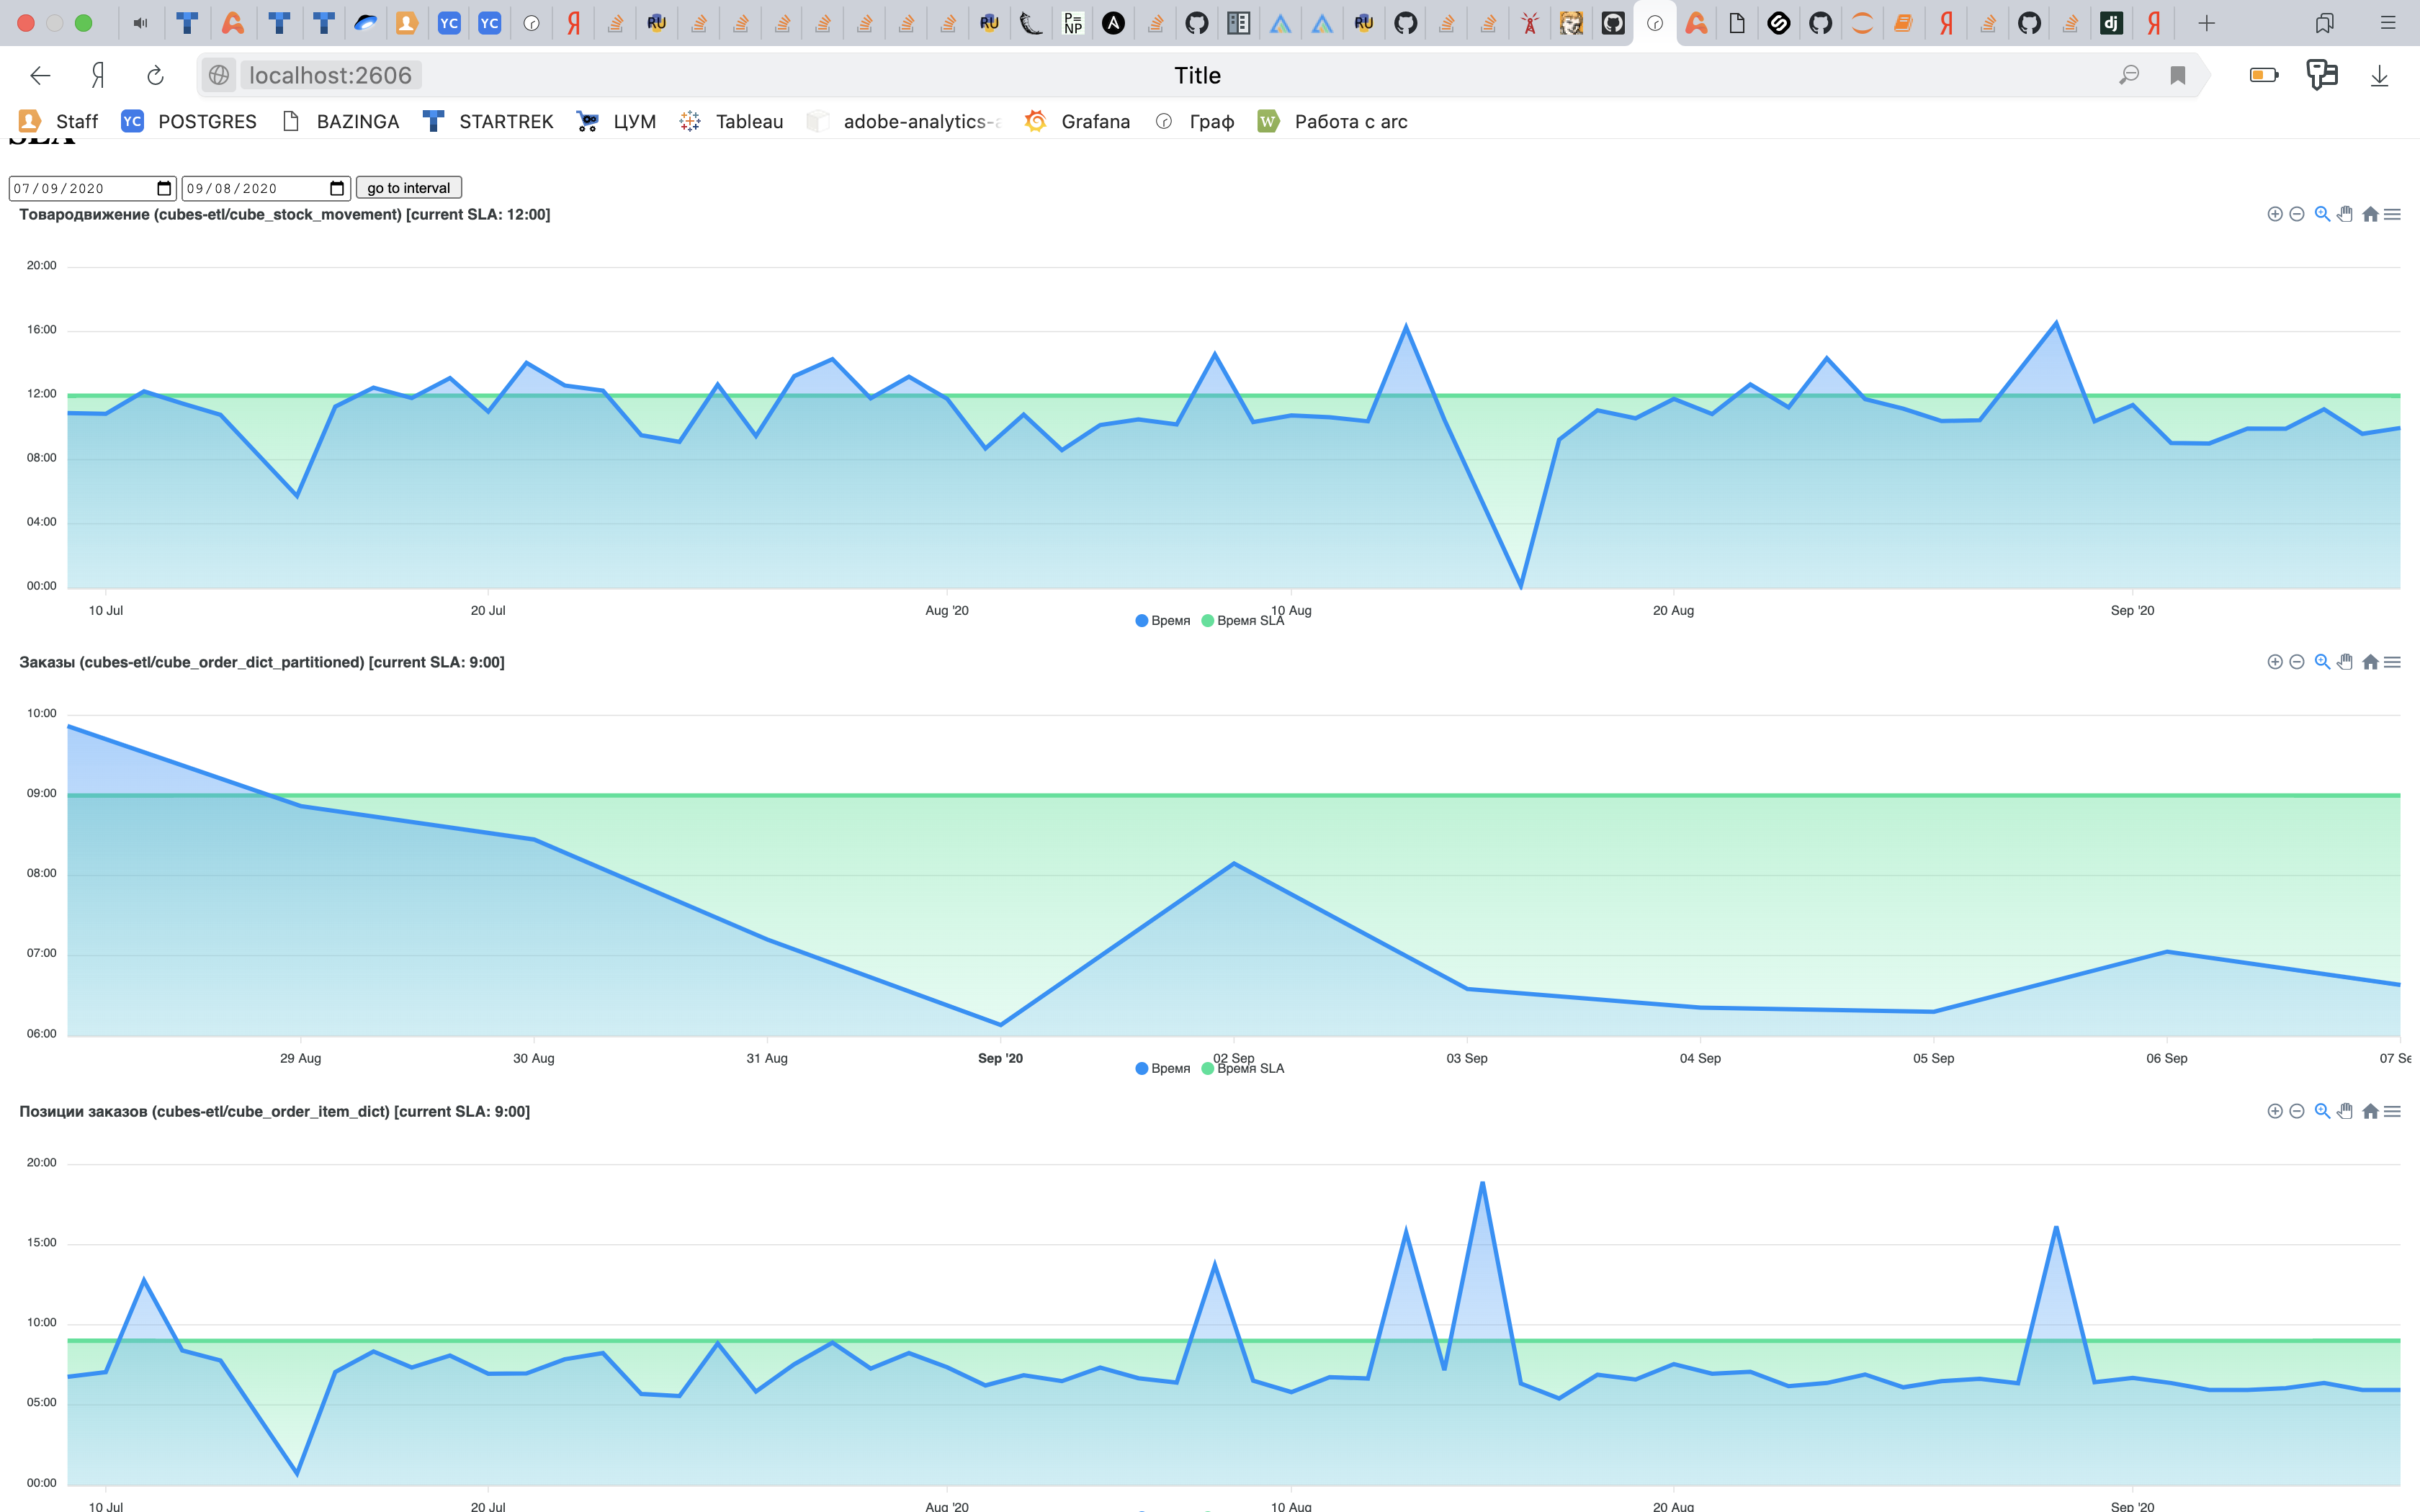 localhost:2606
Title
Staff YC POSTGRES BAZINGA STARTREK ЦУМ Tableau adobe-analytics-a Grafana Граф W Работа с arc
SLA
07/09/2020 09/08/2020 go to interval
Товародвижение (cubes-etl/cube_stock_movement) [current SLA: 12:00]
20:00
16:00
12:00
08:00
04:00
00:00
10 Jul 20 Jul Aug '20 10 Aug 20 Aug Sep '20
Время Время SLA
Заказы (cubes-etl/cube_order_dict_partitioned) [current SLA: 9:00]
10:00
09:00
08:00
07:00
06:00
29 Aug 30 Aug 31 Aug Sep '20 02 Sep 03 Sep 04 Sep 05 Sep 06 Sep 07 Se
Время Время SLA
Позиции заказов (cubes-etl/cube_order_item_dict) [current SLA: 9:00]
20:00
15:00
10:00
05:00
00:00
10 Jul 20 Jul Aug '20 10 Aug 20 Aug Sep '20